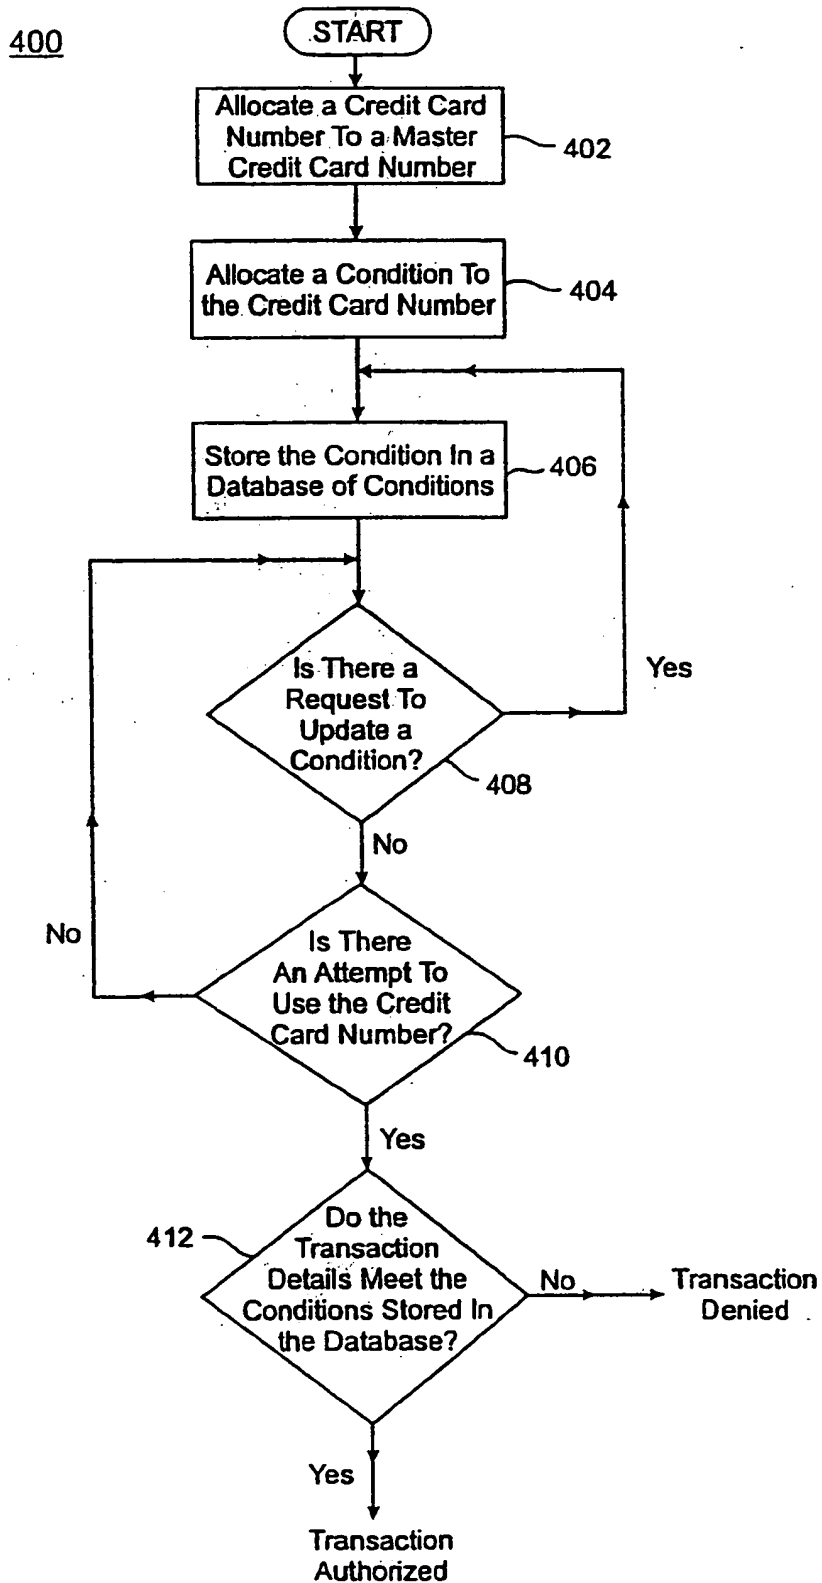 400
START
Allocate a Credit Card
Number To a Master
Credit Card Number
402
Allocate a Condition To
the Credit Card Number
404
Store the Condition In a
Database of Conditions
406
Is There a
Request To
Update a
Condition?
Yes
408
No
Is There
An Attempt To
Use the Credit
Card Number?
No
410
Yes
412
Do the
Transaction
Details Meet the
Conditions Stored In
the Database?
No
Transaction
Denied
Yes
Transaction
Authorized